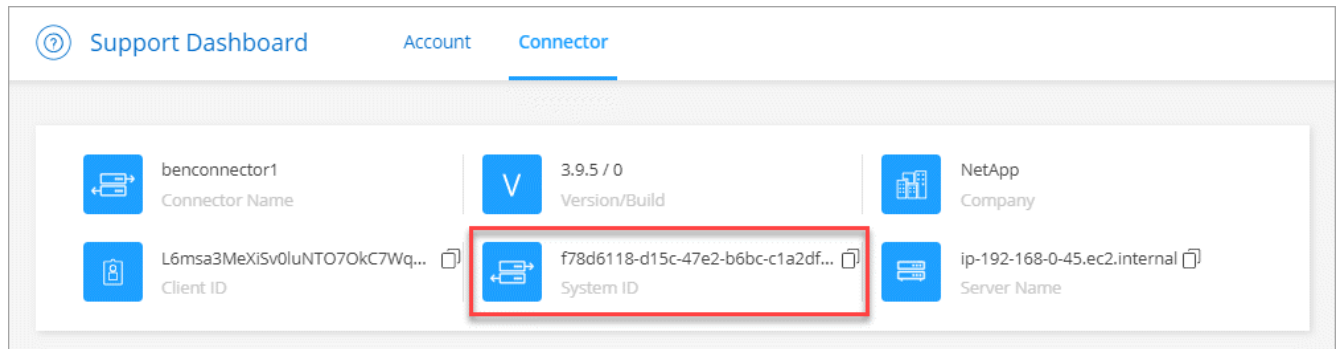 Support Dashboard Account Connector
benconnector1
Connector Name
V
3.9.5 / 0
Version/Build
NetApp
Company
L6msa3MeXiSv0luNTO7OkC7Wq...
Client ID
f78d6118-d15c-47e2-b6bc-c1a2df...
System ID
ip-192-168-0-45.ec2.internal
Server Name